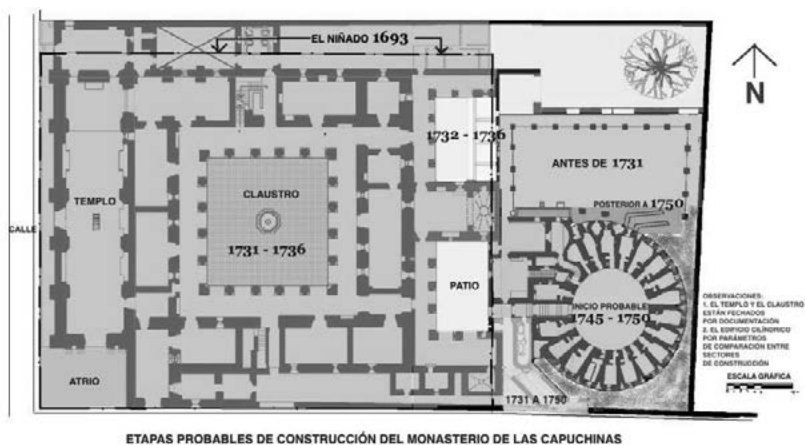 EL NIÑADO 1693
N
1732 - 1736
ANTES DE 1731
TEMPLO
CLAUSTRO
POSTERIOR A 1750
CALLE
1731 - 1736
PATIO
INICIO PROBABLE
1745 - 1750
OBSERVACIONES:
1. EL TEMPLO Y EL CLAUSTRO
ESTÁN FECHADOS
POR DOCUMENTACIÓN
2. EL EDIFICIO CILÍNDRICO
POR PARÁMETROS
DE COMPARACIÓN ENTRE
SECTORES
DE CONSTRUCCIÓN
ESCALA GRÁFICA
ATRIO
1731 A 1750
ETAPAS PROBABLES DE CONSTRUCCIÓN DEL MONASTERIO DE LAS CAPUCHINAS